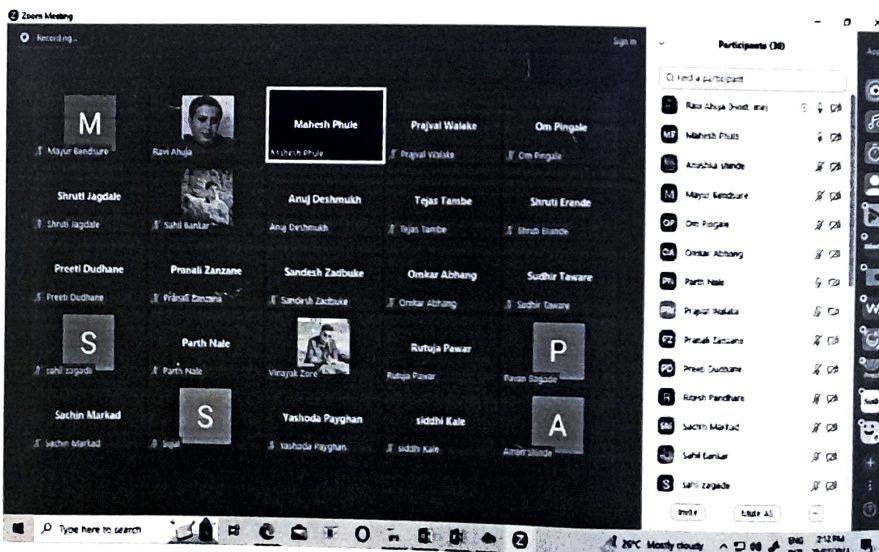 Zoom Meeting
Recording...
Sign in
M
Mayur Bendsure
Ravi Ahuja
Mahesh Phule
Mahesh Phule
Prajval Walake
Prajval Walake
Om Pingale
Om Pingale
Shruti Jagdale
Shruti Jagdale
Sahil Bankar
Anuj Deshmukh
Anuj Deshmukh
Tejas Tambe
Tejas Tambe
Shruti Erande
Shruti Erande
Preeti Dudhane
Preeti Dudhane
Pranali Zanzane
Pranali Zanzane
Sandesh Zadbuke
Sandesh Zadbuke
Omkar Abhang
Omkar Abhang
Sudhir Taware
Sudhir Taware
S
sahil zagade
Parth Nale
Parth Nale
Vinayak Zore
Rutuja Pawar
Rutuja Pawar
P
Pavan Bagade
Sachin Markad
Sachin Markad
S
Sujal
Yashoda Payghan
Yashoda Payghan
siddhi Kale
siddhi Kale
A
Aman Shinde
Participants (30)
Find a participant
Ravi Ahuja (Host, me)
MP Mahesh Phule
Anushka shinde
M Mayur Bendsure
OP Om Pingale
OA Omkar Abhang
PN Parth Nale
PW Prajval Walake
PZ Pranali Zanzane
PD Preeti Dudhane
R Ritesh Pandhare
SM Sachin Markad
Sahil Bankar
S sahil zagade
Invite
Mute All
Type here to search
26°C Mostly cloudy
ENG
2:12 PM